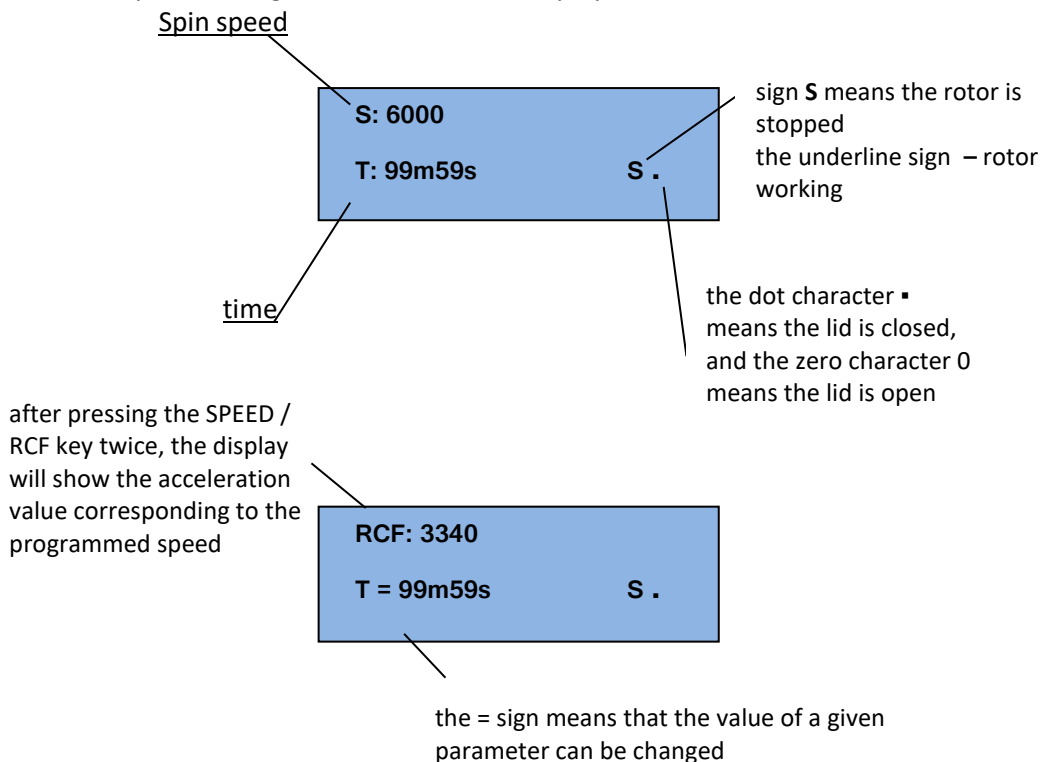 Spin speed
S: 6000
T: 99m59s S .
sign S means the rotor is
stopped
the underline sign – rotor
working
time
the dot character ▪
means the lid is closed,
and the zero character 0
means the lid is open
after pressing the SPEED /
RCF key twice, the display
will show the acceleration
value corresponding to the
programmed speed
RCF: 3340
T = 99m59s S .
the = sign means that the value of a given
parameter can be changed